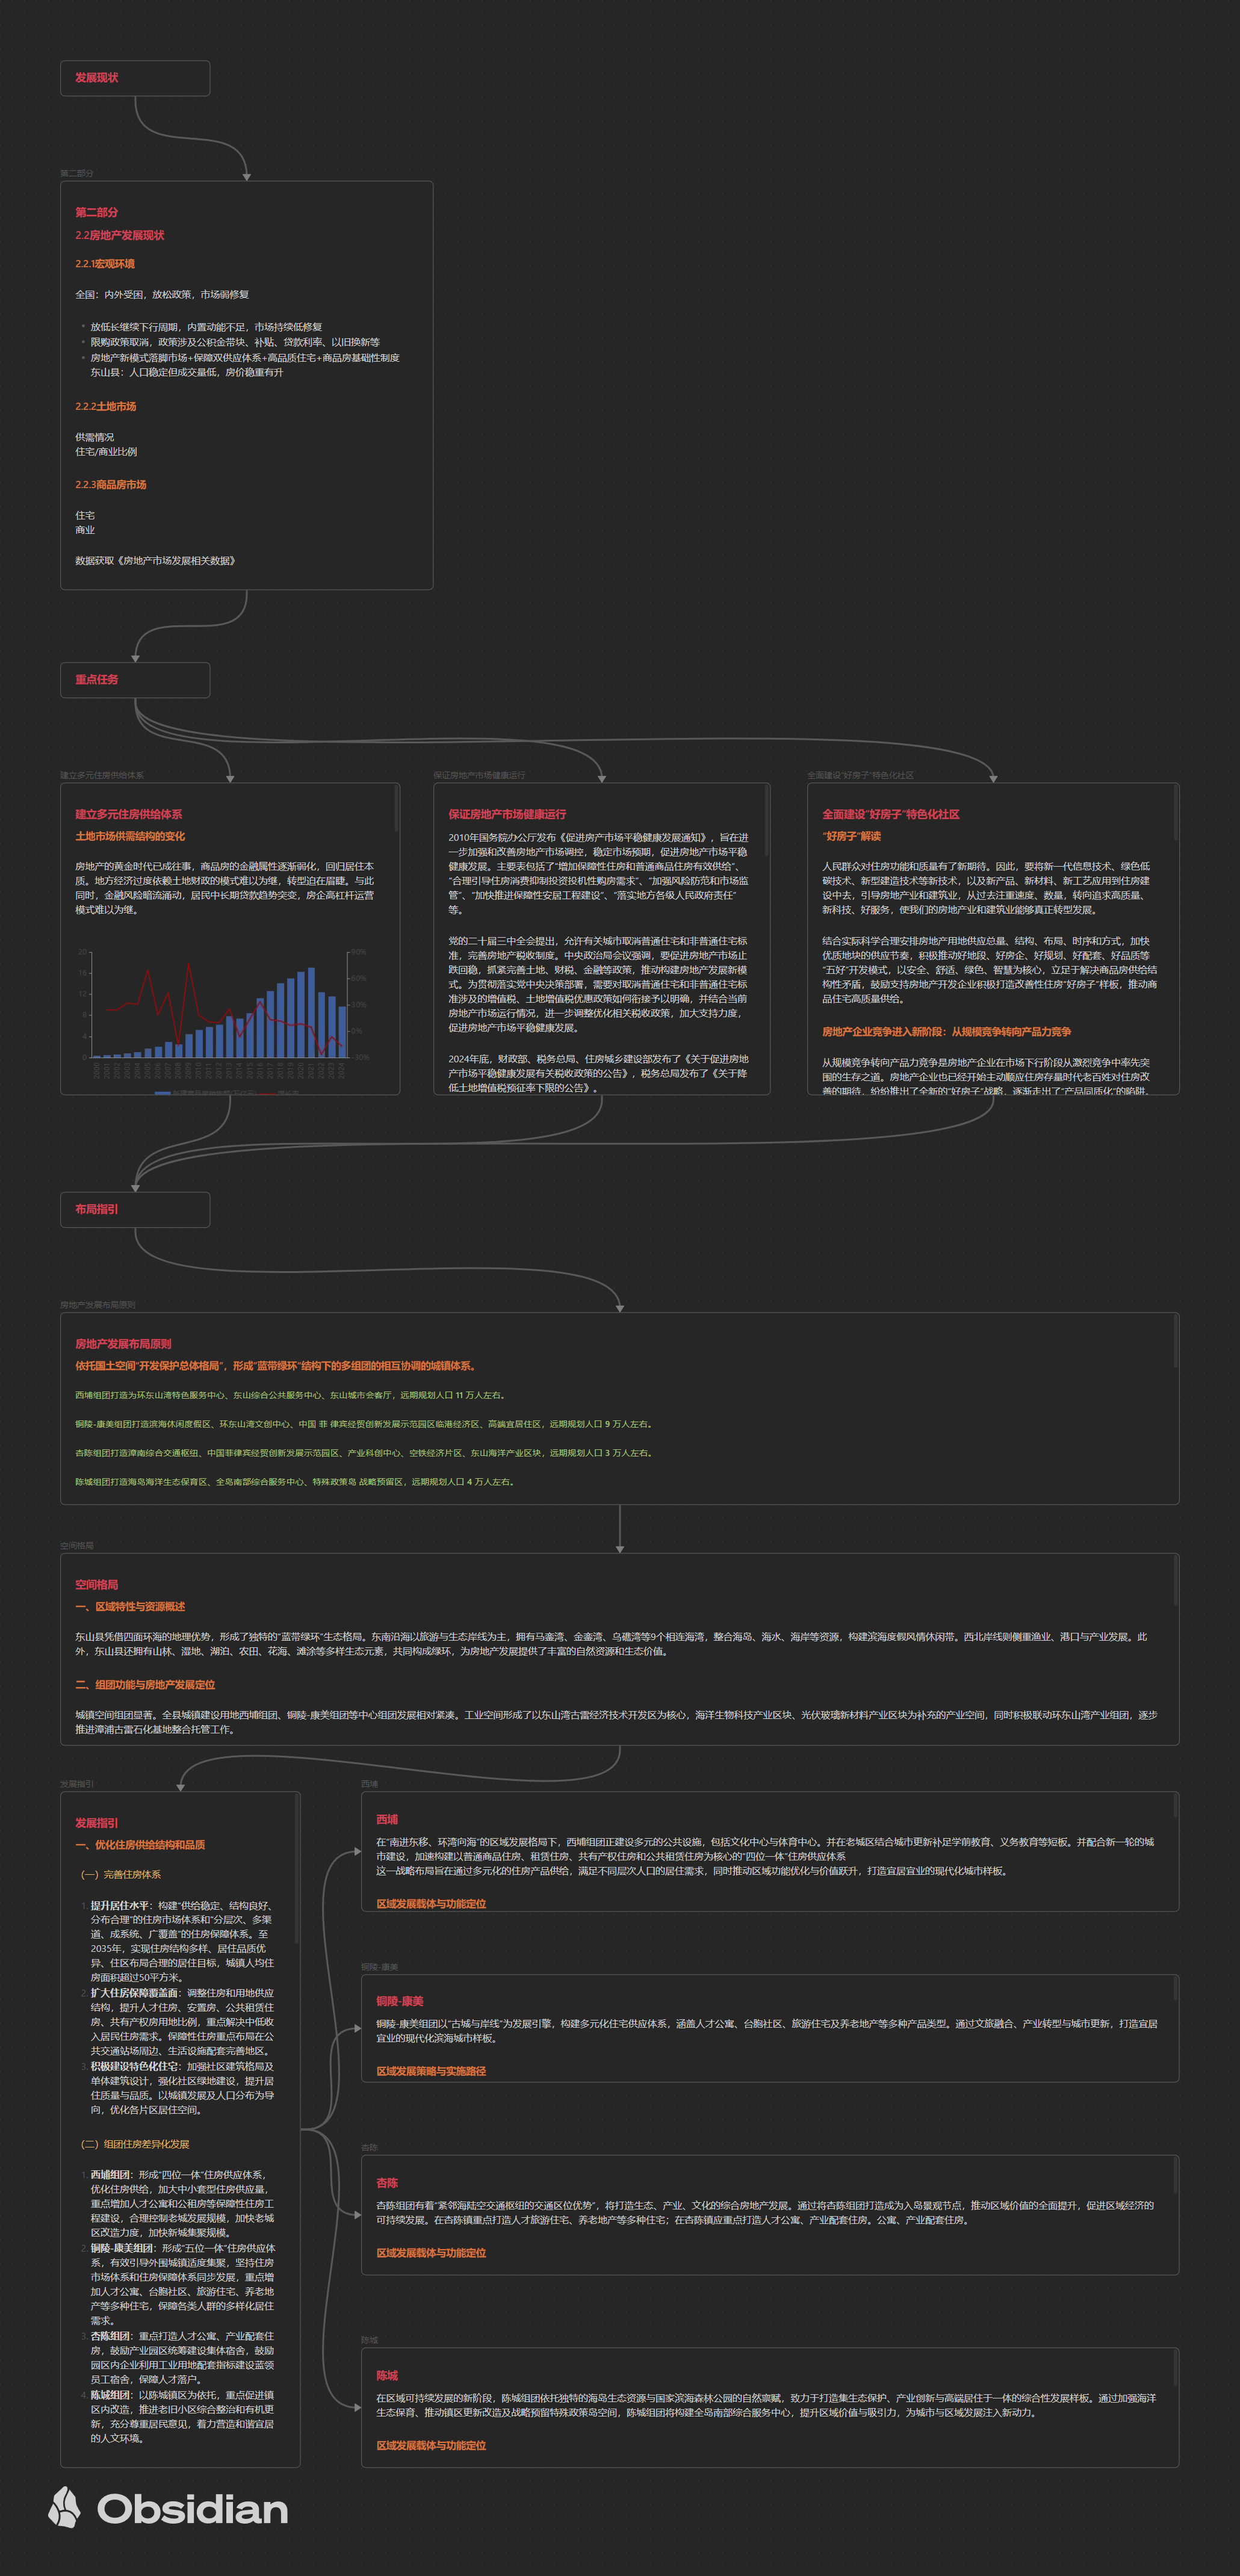 发展现状
第二部分
第二部分
2.2房地产发展现状
2.2.1宏观环境
全国：内外受困，放松政策，市场弱修复
放低长继续下行周期，内置动能不足，市场持续低修复
限购政策取消，政策涉及公积金带块、补贴、贷款利率、以旧换新等
房地产新模式落脚市场+保障双供应体系+高品质住宅+商品房基础性制度
东山县：人口稳定但成交量低，房价稳重有升
2.2.2土地市场
供需情况
住宅/商业比例
2.2.3商品房市场
住宅
商业
数据获取《房地产市场发展相关数据》
重点任务
建立多元住房供给体系
建立多元住房供给体系
土地市场供需结构的变化
房地产的黄金时代已成往事，商品房的金融属性逐渐弱化，回归居住本
质。地方经济过度依赖土地财政的模式难以为继，转型迫在眉睫。与此
同时，金融风险暗流涌动，居民中长期贷款趋势突变，房企高杠杆运营
模式难以为继。
20
16
12
8
4
0
90%
60%
30%
0%
-30%
2000 2001 2002 2003 2004 2005 2006 2007 2008 2009 2010 2011 2012 2013 2014 2015 2016 2017 2018 2019 2020 2021 2022 2023 2024
保证房地产市场健康运行
保证房地产市场健康运行
2010年国务院办公厅发布《促进房产市场平稳健康发展通知》，旨在进
一步加强和改善房地产市场调控，稳定市场预期，促进房地产市场平稳
健康发展。主要表包括了“增加保障性住房和普通商品住房有效供给”、
“合理引导住房消费抑制投资投机性购房需求”、“加强风险防范和市场监
管”、“加快推进保障性安居工程建设”、“落实地方各级人民政府责任”
等。
党的二十届三中全会提出，允许有关城市取消普通住宅和非普通住宅标
准，完善房地产税收制度。中央政治局会议强调，要促进房地产市场止
跌回稳，抓紧完善土地、财税、金融等政策，推动构建房地产发展新模
式。为贯彻落实党中央决策部署，需要对取消普通住宅和非普通住宅标
准涉及的增值税、土地增值税优惠政策如何衔接予以明确，并结合当前
房地产市场运行情况，进一步调整优化相关税收政策，加大支持力度，
促进房地产市场平稳健康发展。
2024年底，财政部、税务总局、住房城乡建设部发布了《关于促进房地
产市场平稳健康发展有关税收政策的公告》，税务总局发布了《关于降
低土地增值税预征率下限的公告》。
全面建设“好房子”特色化社区
全面建设“好房子”特色化社区
“好房子”解读
人民群众对住房功能和质量有了新期待。因此，要将新一代信息技术、绿色低
碳技术、新型建造技术等新技术，以及新产品、新材料、新工艺应用到住房建
设中去，引导房地产业和建筑业，从过去注重速度、数量，转向追求高质量、
新科技、好服务，使我们的房地产业和建筑业能够真正转型发展。
结合实际科学合理安排房地产用地供应总量、结构、布局、时序和方式，加快
优质地块的供应节奏，积极推动好地段、好房企、好规划、好配套、好品质等
“五好”开发模式，以安全、舒适、绿色、智慧为核心，立足于解决商品房供给结
构性矛盾，鼓励支持房地产开发企业积极打造改善性住房“好房子”样板，推动商
品住宅高质量供给。
房地产企业竞争进入新阶段：从规模竞争转向产品力竞争
从规模竞争转向产品力竞争是房地产企业在市场下行阶段从激烈竞争中率先突
围的生存之道。房地产企业也已经开始主动顺应住房存量时代老百姓对住房改
善的期待，纷纷推出了全新的“好房子”战略，逐渐走出了“产品同质化”的陷阱。
布局指引
房地产发展布局原则
房地产发展布局原则
依托国土空间“开发保护总体格局”，形成“蓝带绿环”结构下的多组团的相互协调的城镇体系。
西埔组团打造为环东山湾特色服务中心、东山综合公共服务中心、东山城市会客厅，远期规划人口 11 万人左右。
铜陵-康美组团打造滨海休闲度假区、环东山湾文创中心、中国 菲 律宾经贸创新发展示范园区临港经济区、高端宜居住区，远期规划人口 9 万人左右。
杏陈组团打造漳南综合交通枢纽、中国菲律宾经贸创新发展示范园区、产业科创中心、空铁经济片区、东山海洋产业区块，远期规划人口 3 万人左右。
陈城组团打造海岛海洋生态保育区、全岛南部综合服务中心、特殊政策岛 战略预留区，远期规划人口 4 万人左右。
空间格局
空间格局
一、区域特性与资源概述
东山县凭借四面环海的地理优势，形成了独特的“蓝带绿环”生态格局。东南沿海以旅游与生态岸线为主，拥有马銮湾、金銮湾、乌礁湾等9个相连海湾，整合海岛、海水、海岸等资源，构建滨海度假风情休闲带。西北岸线则侧重渔业、港口与产业发展。此
外，东山县还拥有山林、湿地、湖泊、农田、花海、滩涂等多样生态元素，共同构成绿环，为房地产发展提供了丰富的自然资源和生态价值。
二、组团功能与房地产发展定位
城镇空间组团显著。全县城镇建设用地西埔组团、铜陵-康美组团等中心组团发展相对紧凑。工业空间形成了以东山湾古雷经济技术开发区为核心，海洋生物科技产业区块、光伏玻璃新材料产业区块为补充的产业空间，同时积极联动环东山湾产业组团，逐步
推进漳浦古雷石化基地整合托管工作。
发展指引
发展指引
一、优化住房供给结构和品质
（一）完善住房体系
1. 提升居住水平：构建“供给稳定、结构良好、
分布合理”的住房市场体系和“分层次、多渠
道、成系统、广覆盖”的住房保障体系。至
2035年，实现住房结构多样、居住品质优
异、住区布局合理的居住目标，城镇人均住
房面积超过50平方米。
2. 扩大住房保障覆盖面：调整住房和用地供应
结构，提升人才住房、安置房、公共租赁住
房、共有产权房用地比例，重点解决中低收
入居民住房需求。保障性住房重点布局在公
共交通站场周边、生活设施配套完善地区。
3. 积极建设特色化住宅：加强社区建筑格局及
单体建筑设计，强化社区绿地建设，提升居
住质量与品质。以城镇发展及人口分布为导
向，优化各片区居住空间。
（二）组团住房差异化发展
1. 西埔组团：形成“四位一体”住房供应体系，
优化住房供给，加大中小套型住房供应量，
重点增加人才公寓和公租房等保障性住房工
程建设，合理控制老城发展规模，加快老城
区改造力度，加快新城集聚规模。
2. 铜陵-康美组团：形成“五位一体”住房供应体
系，有效引导外围城镇适度集聚，坚持住房
市场体系和住房保障体系同步发展，重点增
加人才公寓、台胞社区、旅游住宅、养老地
产等多种住宅，保障各类人群的多样化居住
需求。
3. 杏陈组团：重点打造人才公寓、产业配套住
房，鼓励产业园区统筹建设集体宿舍，鼓励
园区内企业利用工业用地配套指标建设蓝领
员工宿舍，保障人才落户。
4. 陈城组团：以陈城镇区为依托，重点促进镇
区内改造，推进老旧小区综合整治和有机更
新，充分尊重居民意见，着力营造和谐宜居
的人文环境。
西埔
西埔
在“南进东移、环湾向海”的区域发展格局下，西埔组团正建设多元的公共设施，包括文化中心与体育中心。并在老城区结合城市更新补足学前教育、义务教育等短板。并配合新一轮的城
市建设，加速构建以普通商品住房、租赁住房、共有产权住房和公共租赁住房为核心的“四位一体”住房供应体系
这一战略布局旨在通过多元化的住房产品供给，满足不同层次人口的居住需求，同时推动区域功能优化与价值跃升，打造宜居宜业的现代化城市样板。
区域发展载体与功能定位
铜陵-康美
铜陵-康美
铜陵-康美组团以“古城与岸线”为发展引擎，构建多元化住宅供应体系，涵盖人才公寓、台胞社区、旅游住宅及养老地产等多种产品类型。通过文旅融合、产业转型与城市更新，打造宜居
宜业的现代化滨海城市样板。
区域发展策略与实施路径
杏陈
杏陈
杏陈组团有着“紧邻海陆空交通枢纽的交通区位优势”，将打造生态、产业、文化的综合房地产发展。通过将杏陈组团打造成为入岛景观节点，推动区域价值的全面提升，促进区域经济的
可持续发展。在杏陈镇重点打造人才旅游住宅、养老地产等多种住宅；在杏陈镇应重点打造人才公寓、产业配套住房。公寓、产业配套住房。
区域发展载体与功能定位
陈城
陈城
在区域可持续发展的新阶段，陈城组团依托独特的海岛生态资源与国家滨海森林公园的自然禀赋，致力于打造集生态保护、产业创新与高端居住于一体的综合性发展样板。通过加强海洋
生态保育、推动镇区更新改造及战略预留特殊政策岛空间，陈城组团将构建全岛南部综合服务中心，提升区域价值与吸引力，为城市与区域发展注入新动力。
区域发展载体与功能定位
Obsidian